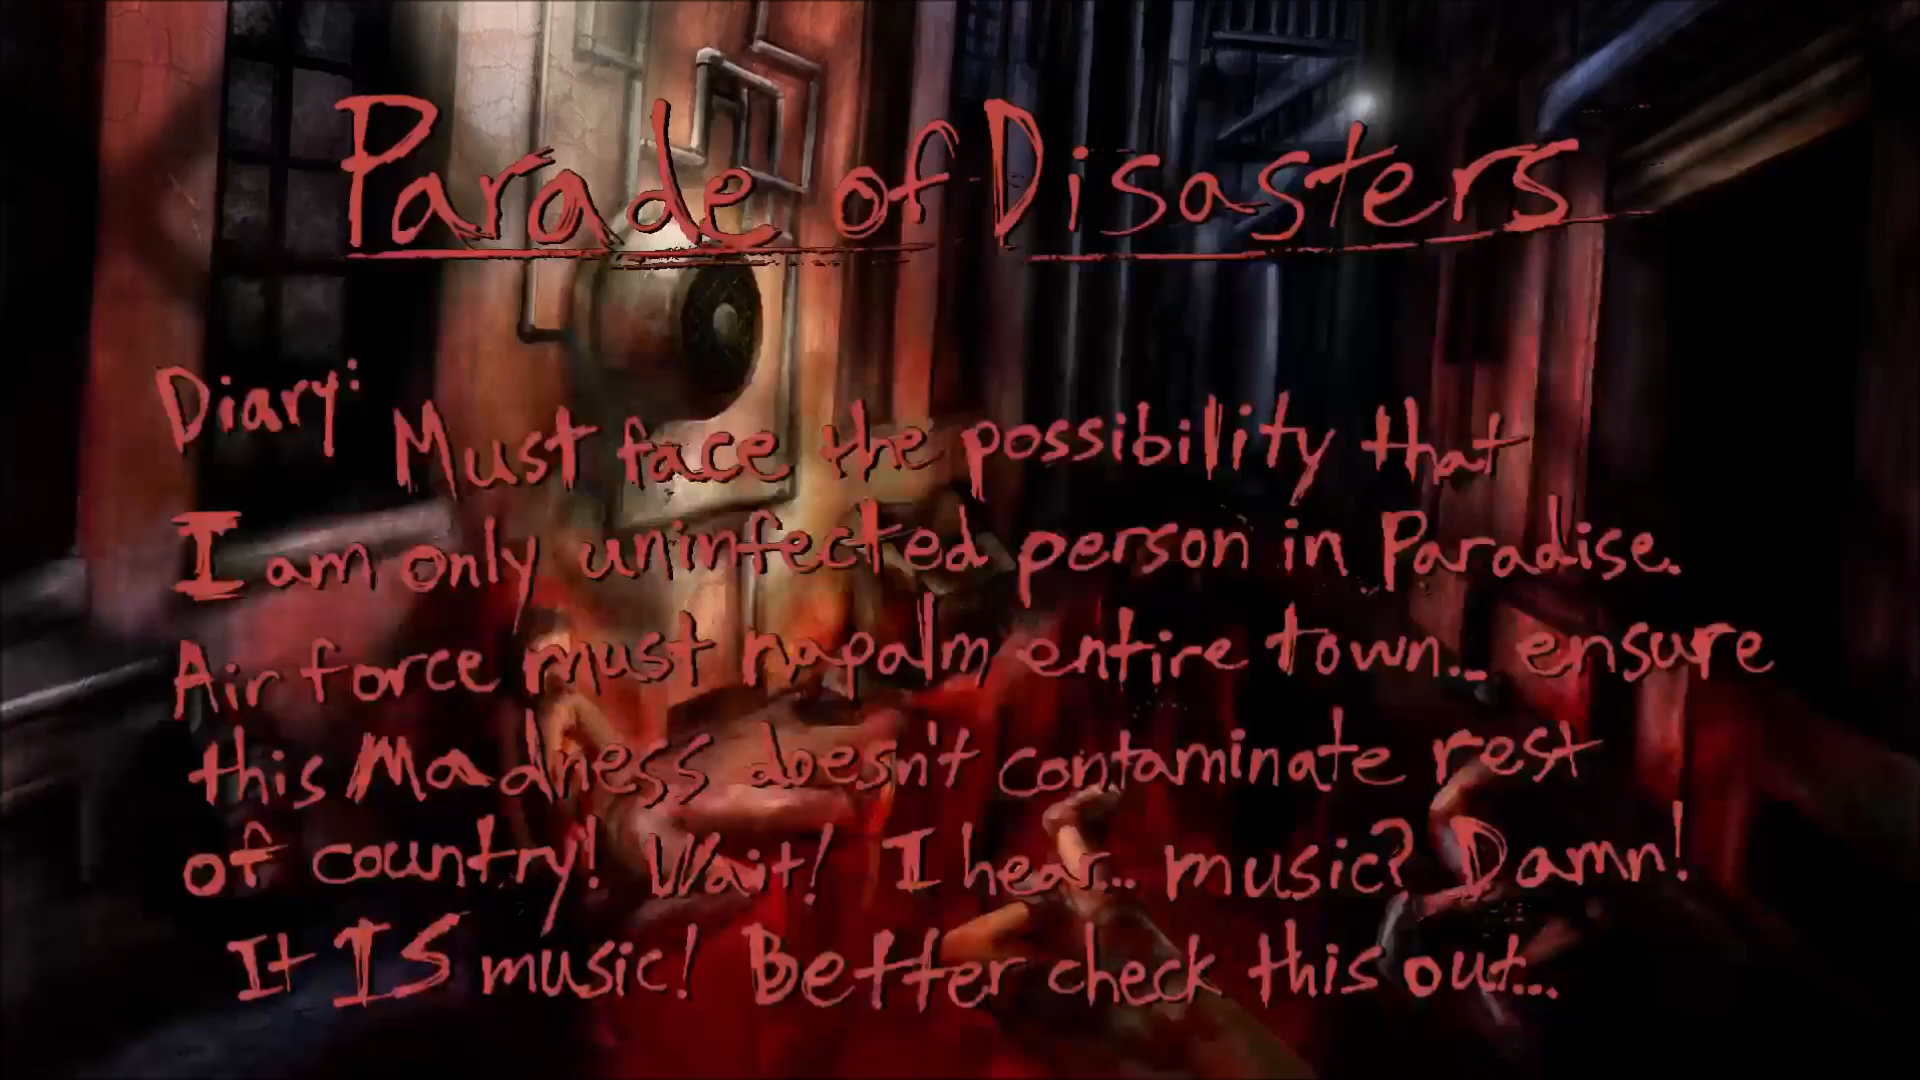 Parade of Disasters
Diary:
Must face the possibility that
I am only uninfected person in Paradise.
Air force must napalm entire town... ensure
this Madness doesn't contaminate rest
of country! Wait! I hear... music? Damn!
It IS music! Better check this out...